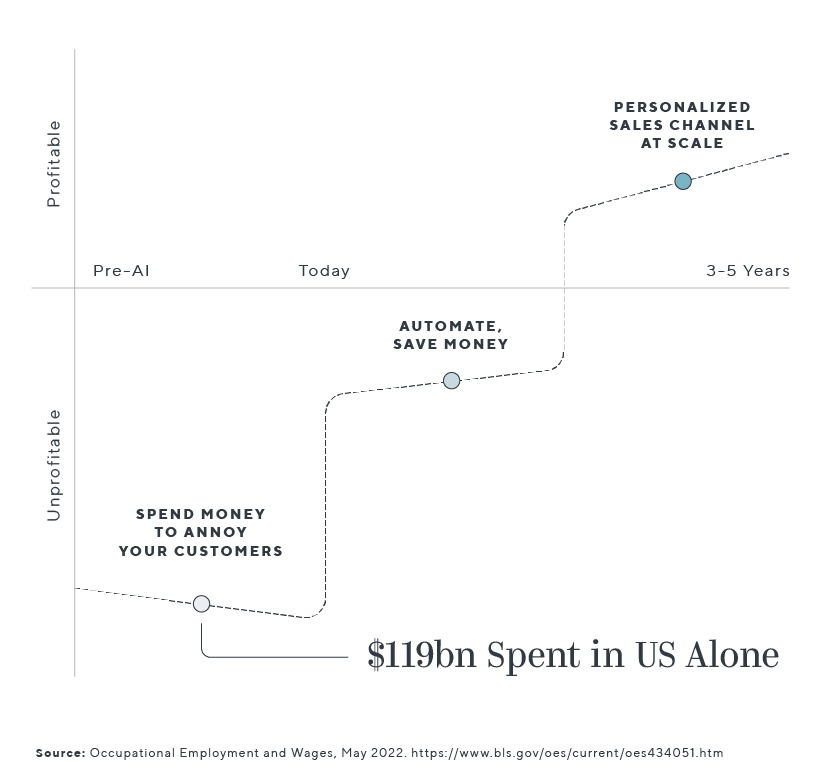 PERSONALIZED
SALES CHANNEL
AT SCALE
Profitable
Pre-AI
Today
3-5 Years
AUTOMATE,
SAVE MONEY
Unprofitable
SPEND MONEY
TO ANNOY
YOUR CUSTOMERS
$119bn Spent in US Alone
Source: Occupational Employment and Wages, May 2022. https://www.bls.gov/oes/current/oes434051.htm